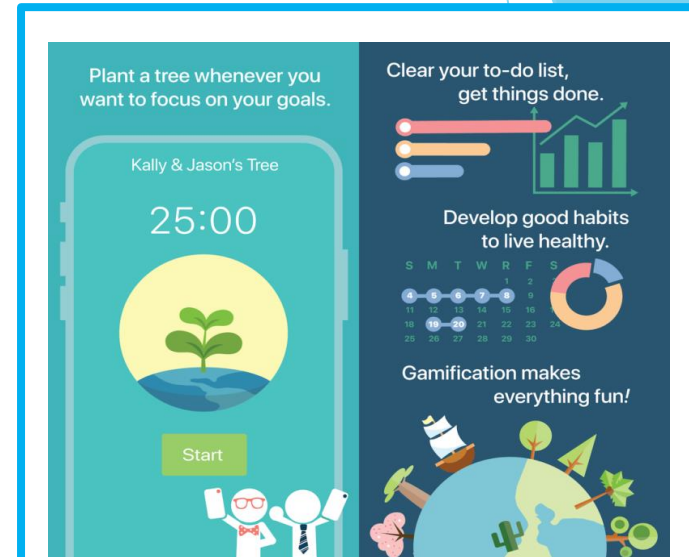 Plant a tree whenever you
want to focus on your goals.
Kally & Jason's Tree
25:00
Start
Clear your to-do list,
get things done.
Develop good habits
to live healthy.
S M T W R F S
1 2
4 5 6 7 8 9
11 12 13 14 15 16
18 19 20 21 22 23 24
25 26 27 28 29 30
Gamification makes
everything fun!